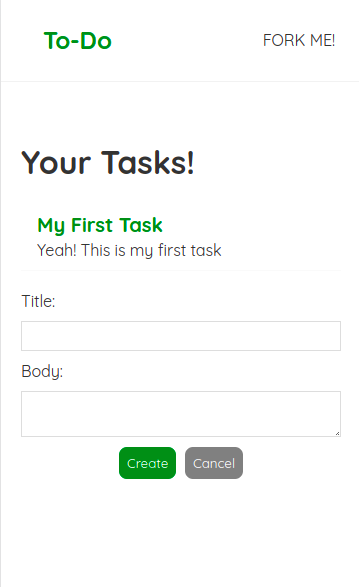 To-Do
FORK ME!
Your Tasks!
My First Task
Yeah! This is my first task
Title:
Body:
Create
Cancel